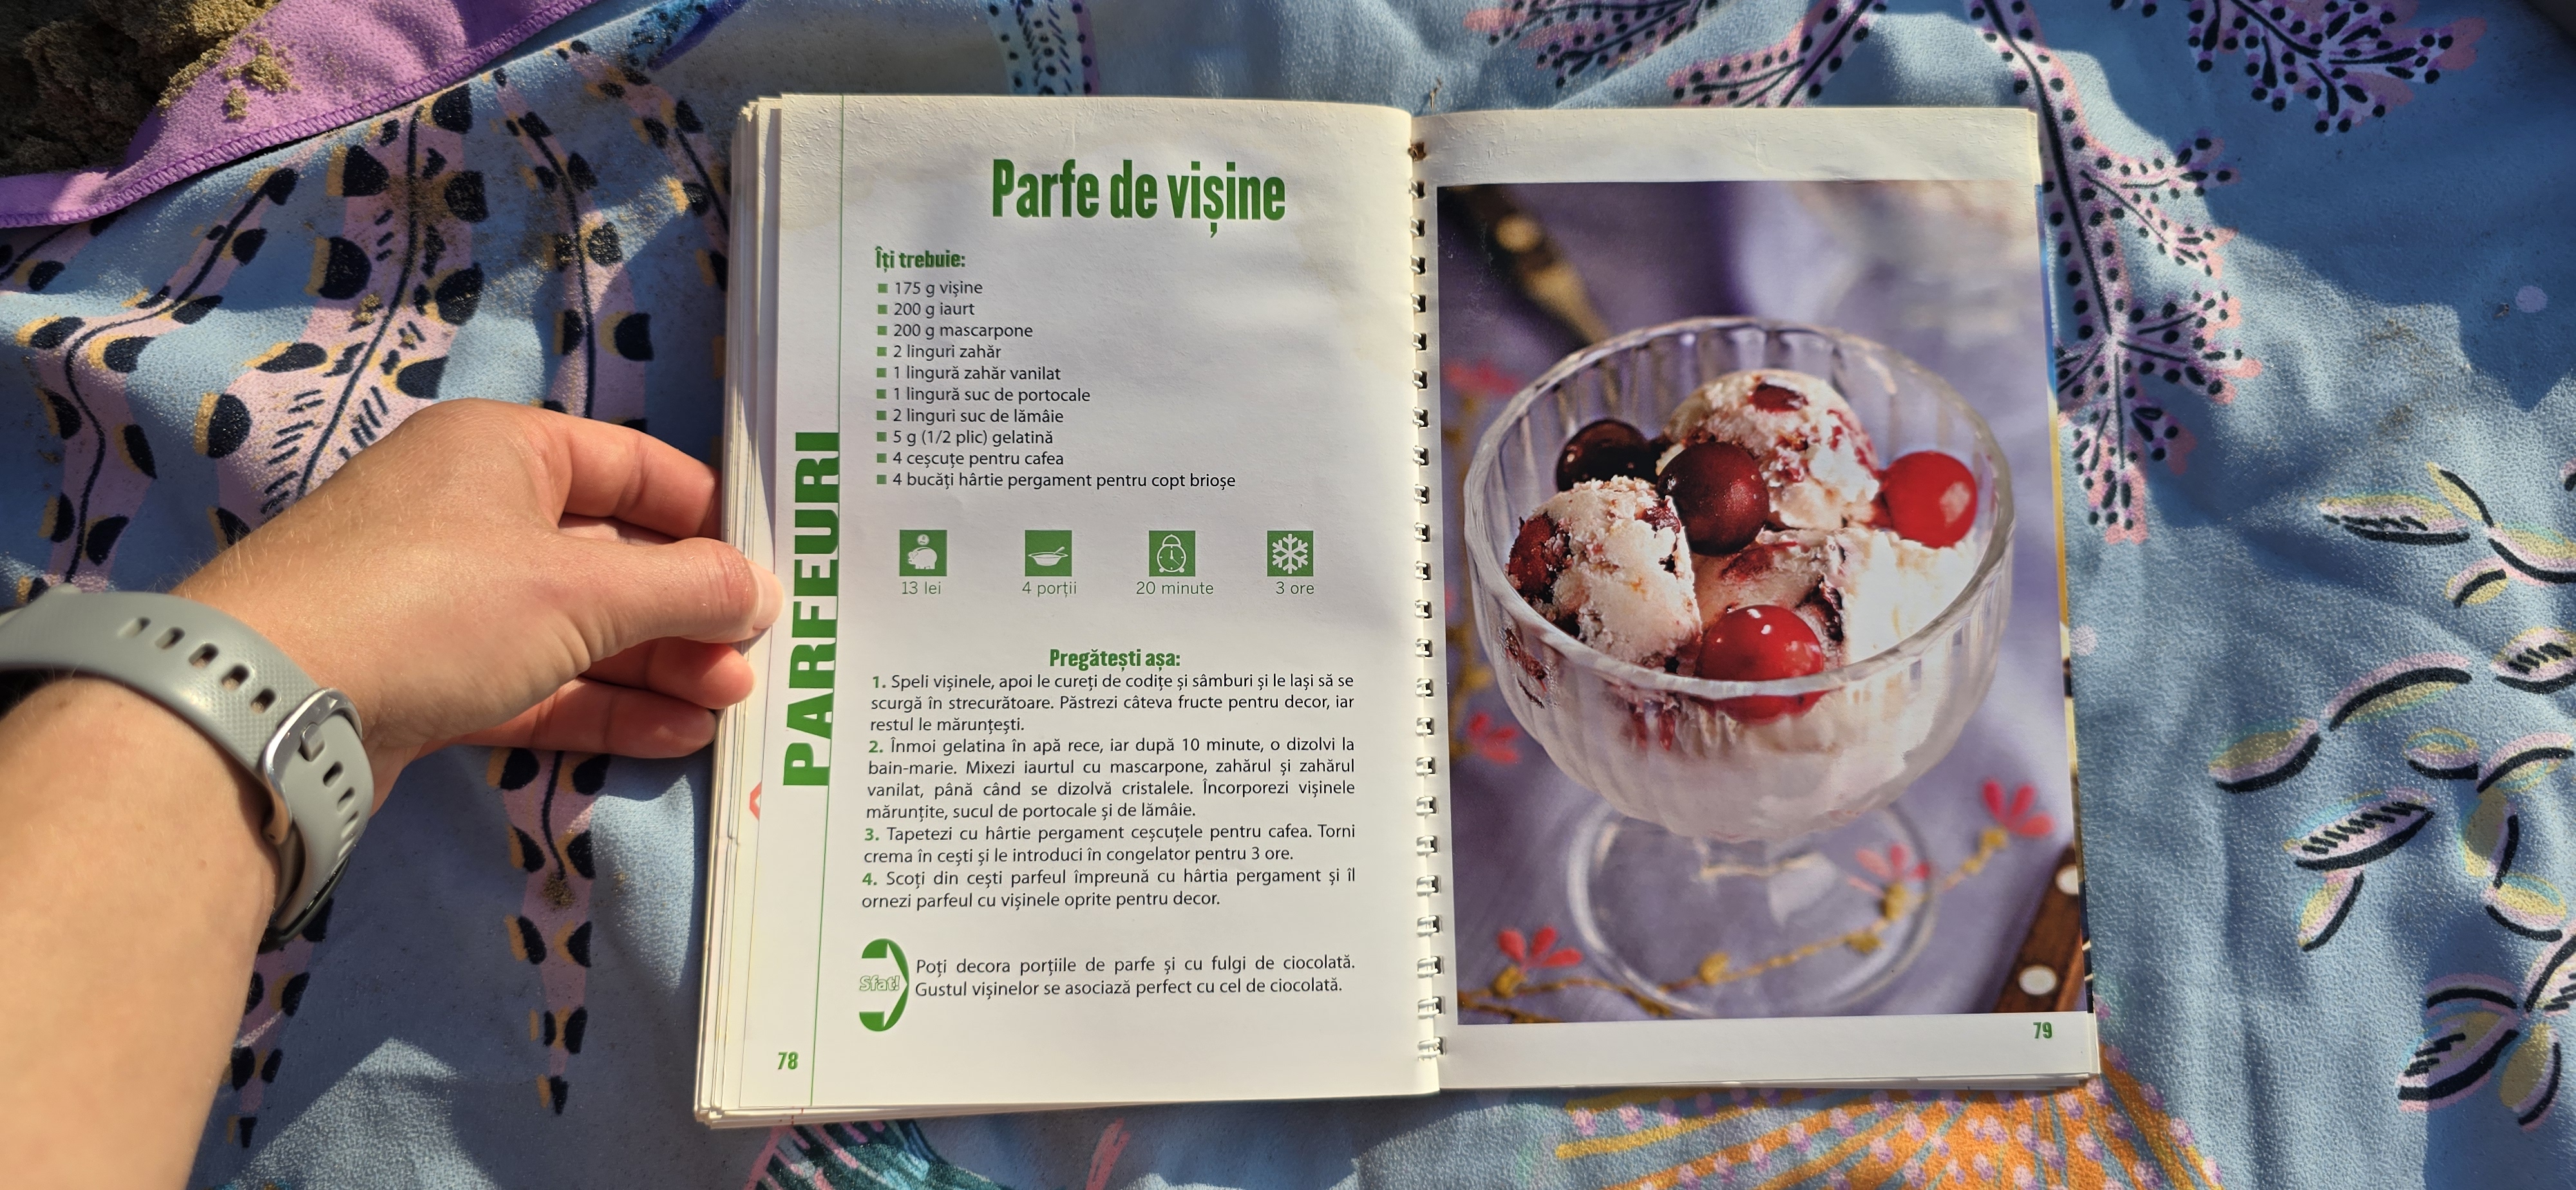 Parfe de vișine
Îți trebuie:
▪ 175 g vișine
▪ 200 g iaurt
▪ 200 g mascarpone
▪ 2 linguri zahăr
▪ 1 lingură zahăr vanilat
▪ 1 lingură suc de portocale
▪ 2 linguri suc de lămâie
▪ 5 g (1/2 plic) gelatină
▪ 4 ceșcuțe pentru cafea
▪ 4 bucăți hârtie pergament pentru copt brioșe
13 lei 4 porții 20 minute 3 ore
Pregătești așa:
1. Speli vișinele, apoi le cureți de codițe și sâmburi și le lași să se
scurgă în strecurătoare. Păstrezi câteva fructe pentru decor, iar
restul le mărunțești.
2. Înmoi gelatina în apă rece, iar după 10 minute, o dizolvi la
bain-marie. Mixezi iaurtul cu mascarpone, zahărul și zahărul
vanilat, până când se dizolvă cristalele. Încorporezi vișinele
mărunțite, sucul de portocale și de lămâie.
3. Tapetezi cu hârtie pergament ceșcuțele pentru cafea. Torni
crema în cești și le introduci în congelator pentru 3 ore.
4. Scoți din cești parfeul împreună cu hârtia pergament și îl
ornezi parfeul cu vișinele oprite pentru decor.
Sfat!
Poți decora porțiile de parfe și cu fulgi de ciocolată.
Gustul vișinelor se asociază perfect cu cel de ciocolată.
PARFEURI
78
79